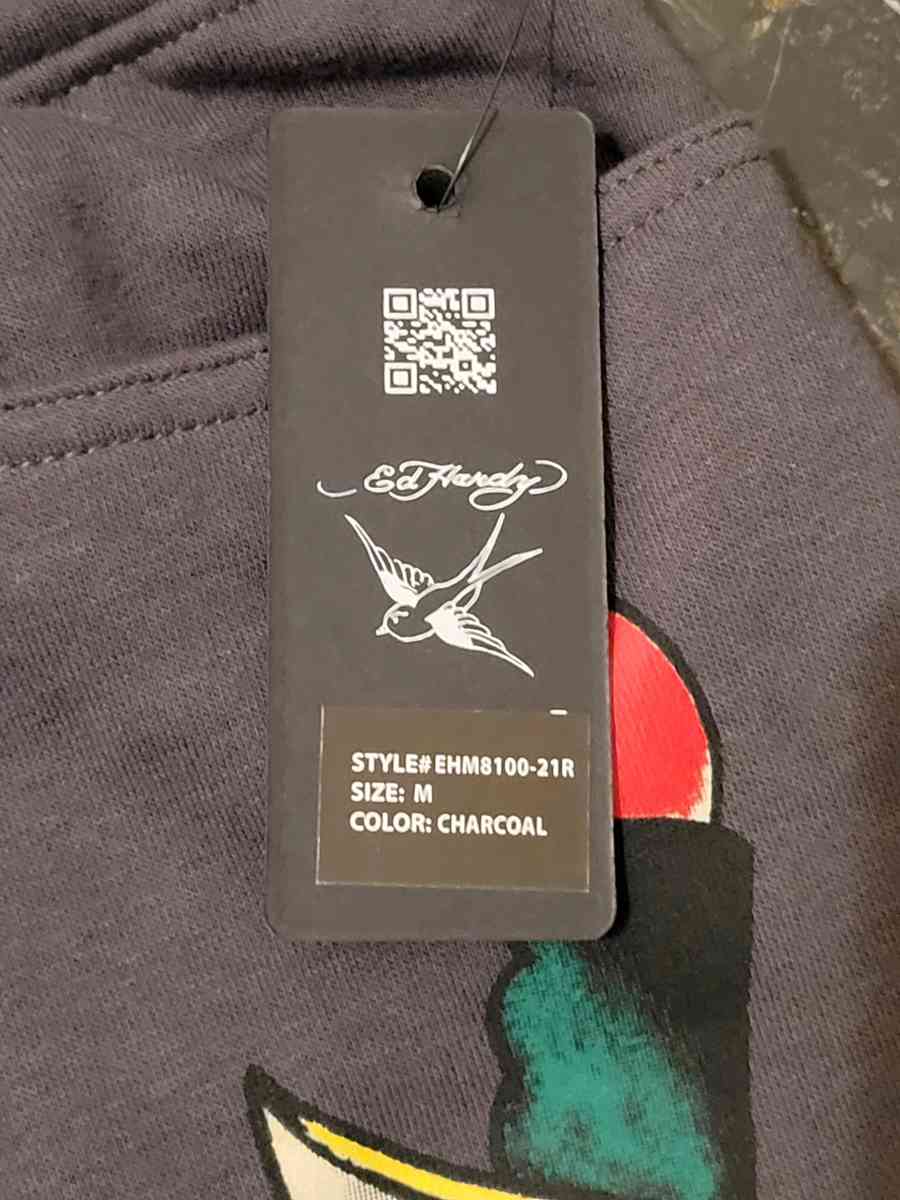 Ed Hardy
STYLE# EHM8100-21R
SIZE: M
COLOR: CHARCOAL